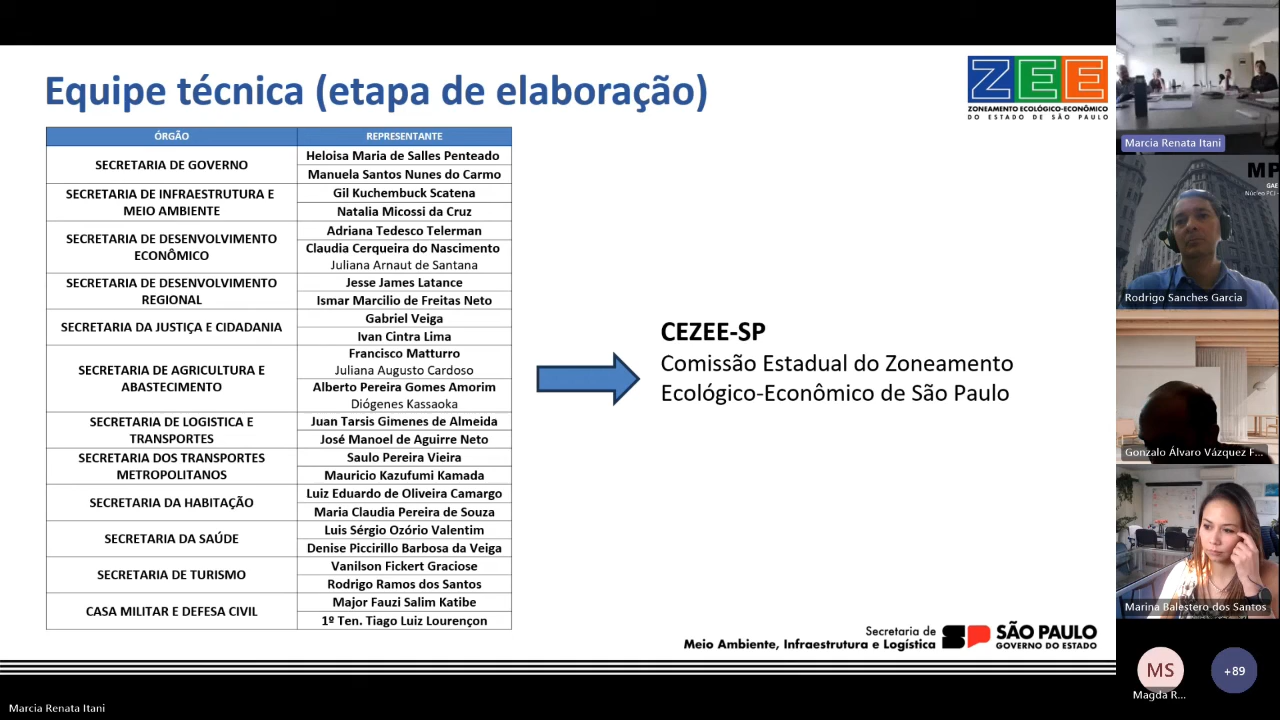 Equipe técnica (etapa de elaboração)
ZEE
ZONEAMENTO ECOLÓGICO-ECONÔMICO
DO ESTADO DE SÃO PAULO
ÓRGÃO
REPRESENTANTE
SECRETARIA DE GOVERNO
Heloisa Maria de Salles Penteado
Manuela Santos Nunes do Carmo
SECRETARIA DE INFRAESTRUTURA E
MEIO AMBIENTE
Gil Kuchembuck Scatena
Natalia Micossi da Cruz
SECRETARIA DE DESENVOLVIMENTO
ECONÔMICO
Adriana Tedesco Telerman
Claudia Cerqueira do Nascimento
Juliana Arnaut de Santana
SECRETARIA DE DESENVOLVIMENTO
REGIONAL
Jesse James Latance
Ismar Marcilio de Freitas Neto
SECRETARIA DA JUSTIÇA E CIDADANIA
Gabriel Veiga
Ivan Cintra Lima
SECRETARIA DE AGRICULTURA E
ABASTECIMENTO
Francisco Matturro
Juliana Augusto Cardoso
Alberto Pereira Gomes Amorim
Diógenes Kassaoka
SECRETARIA DE LOGISTICA E
TRANSPORTES
Juan Tarsis Gimenes de Almeida
José Manoel de Aguirre Neto
SECRETARIA DOS TRANSPORTES
METROPOLITANOS
Saulo Pereira Vieira
Mauricio Kazufumi Kamada
SECRETARIA DA HABITAÇÃO
Luiz Eduardo de Oliveira Camargo
Maria Claudia Pereira de Souza
SECRETARIA DA SAÚDE
Luis Sérgio Ozório Valentim
Denise Piccirillo Barbosa da Veiga
SECRETARIA DE TURISMO
Vanilson Fickert Graciose
Rodrigo Ramos dos Santos
CASA MILITAR E DEFESA CIVIL
Major Fauzi Salim Katibe
1º Ten. Tiago Luiz Lourençon
CEZEE-SP
Comissão Estadual do Zoneamento
Ecológico-Econômico de São Paulo
Secretaria de
Meio Ambiente, Infraestrutura e Logística
SP
SÃO PAULO
GOVERNO DO ESTADO
Marcia Renata Itani
MP
GAE
Núcleo PCJ -
Rodrigo Sanches Garcia
Gonzalo Álvaro Vázquez F...
Marina Balestero dos Santos
MS
Magda R...
+89
Marcia Renata Itani